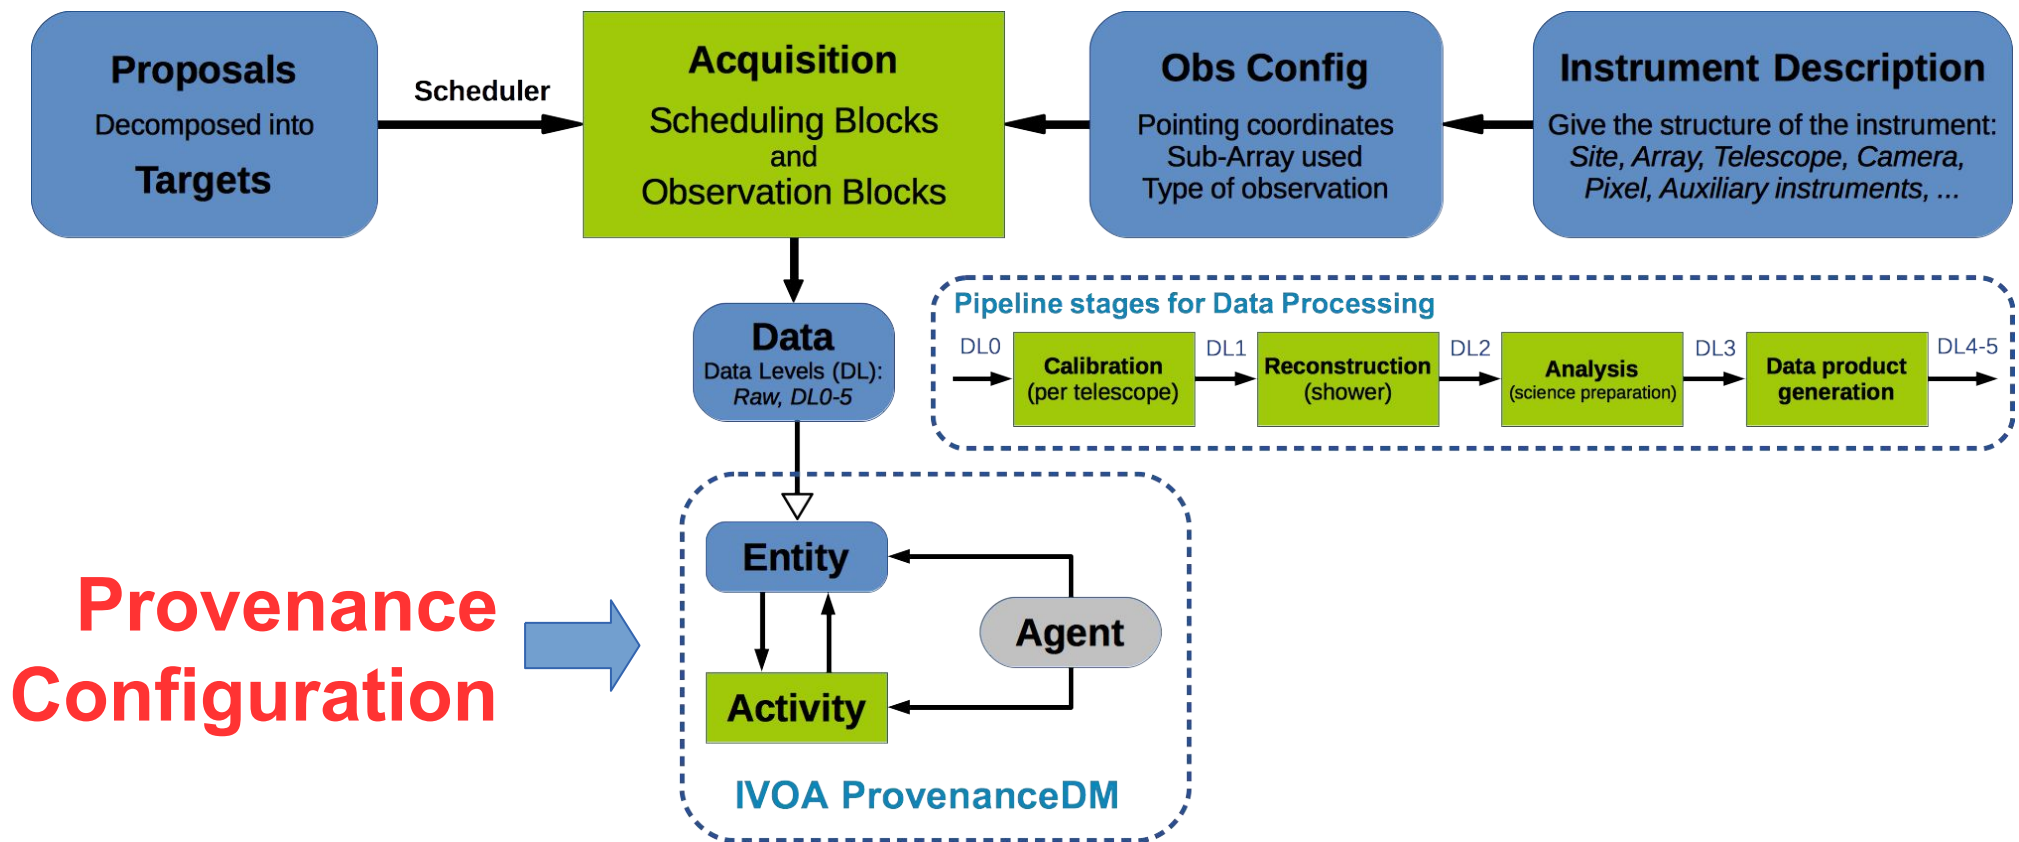 Proposals
Decomposed into
Targets
Scheduler
Acquisition
Scheduling Blocks
and
Observation Blocks
Obs Config
Pointing coordinates
Sub-Array used
Type of observation
Instrument Description
Give the structure of the instrument:
Site, Array, Telescope, Camera,
Pixel, Auxiliary instruments, ...
Data
Data Levels (DL):
Raw, DL0-5
Pipeline stages for Data Processing
DL0
Calibration
(per telescope)
DL1
Reconstruction
(shower)
DL2
Analysis
(science preparation)
DL3
Data product
generation
DL4-5
Provenance
Configuration
Entity
Agent
Activity
IVOA ProvenanceDM